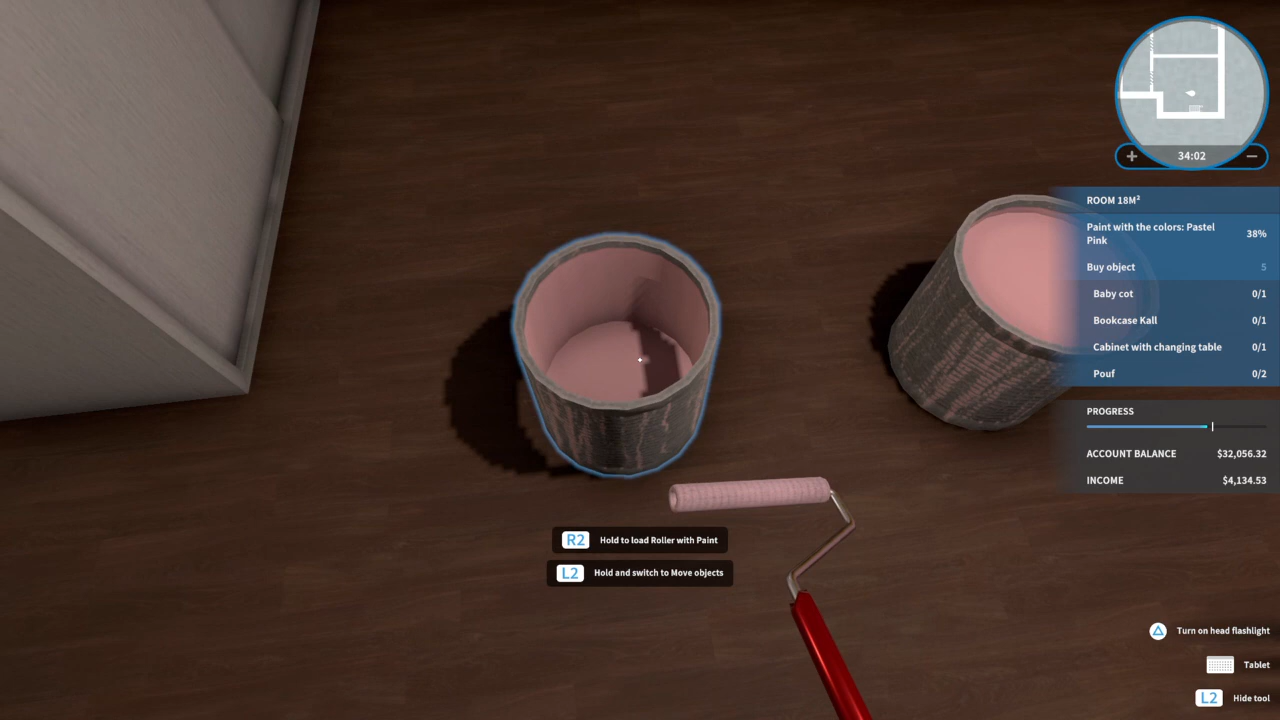 + 34:02 −
ROOM 18M²
Paint with the colors: Pastel
Pink 38%
Buy object 5
Baby cot 0/1
Bookcase Kall 0/1
Cabinet with changing table 0/1
Pouf 0/2
PROGRESS
ACCOUNT BALANCE $32,056.32
INCOME $4,134.53
R2 Hold to load Roller with Paint
L2 Hold and switch to Move objects
Turn on head flashlight
Tablet
L2 Hide tool